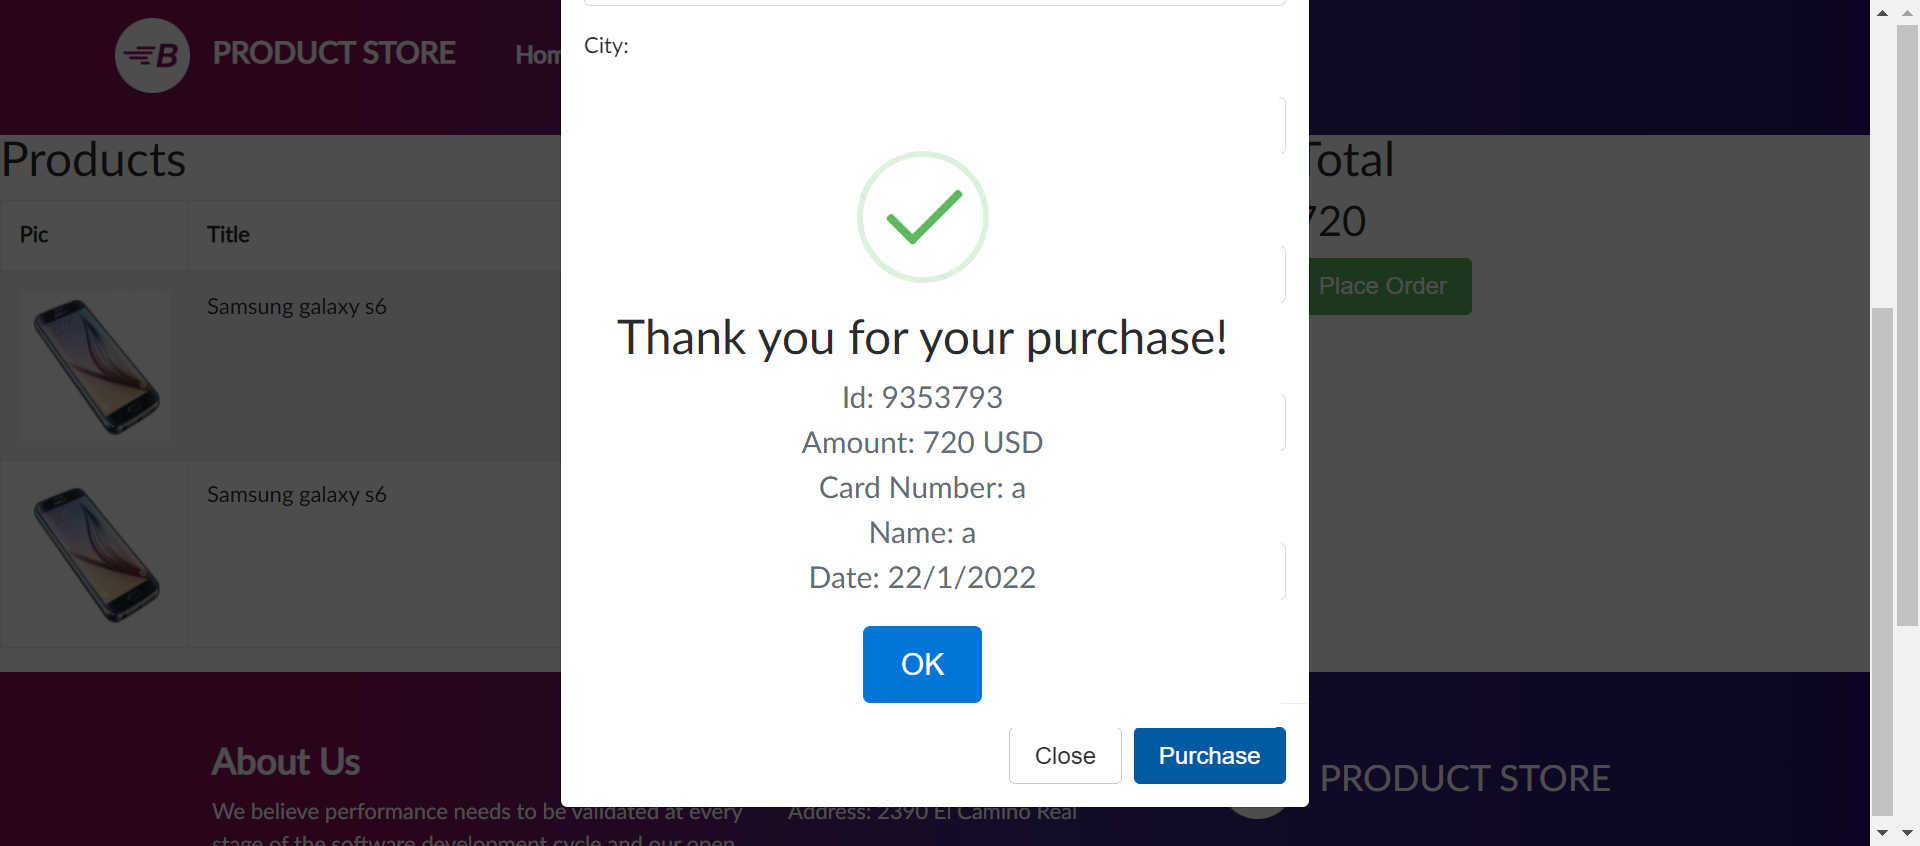 B PRODUCT STORE Hom
City:
Products
Total
720
Pic Title
Place Order
Samsung galaxy s6
Samsung galaxy s6
Thank you for your purchase!
Id: 9353793
Amount: 720 USD
Card Number: a
Name: a
Date: 22/1/2022
OK
Close Purchase
About Us
We believe performance needs to be validated at every
stage of the software development cycle and our open
Address: 2390 El Camino Real
PRODUCT STORE